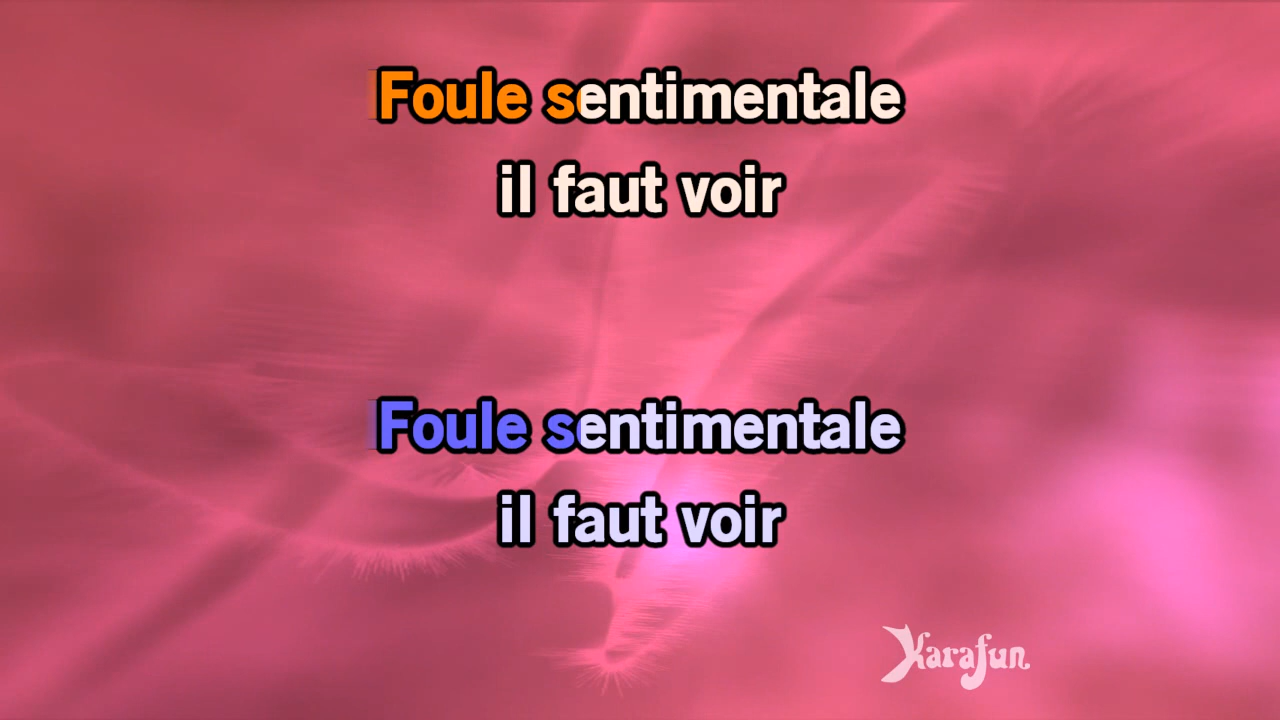 Foule sentimentale
il faut voir
Foule sentimentale
il faut voir
Karafun